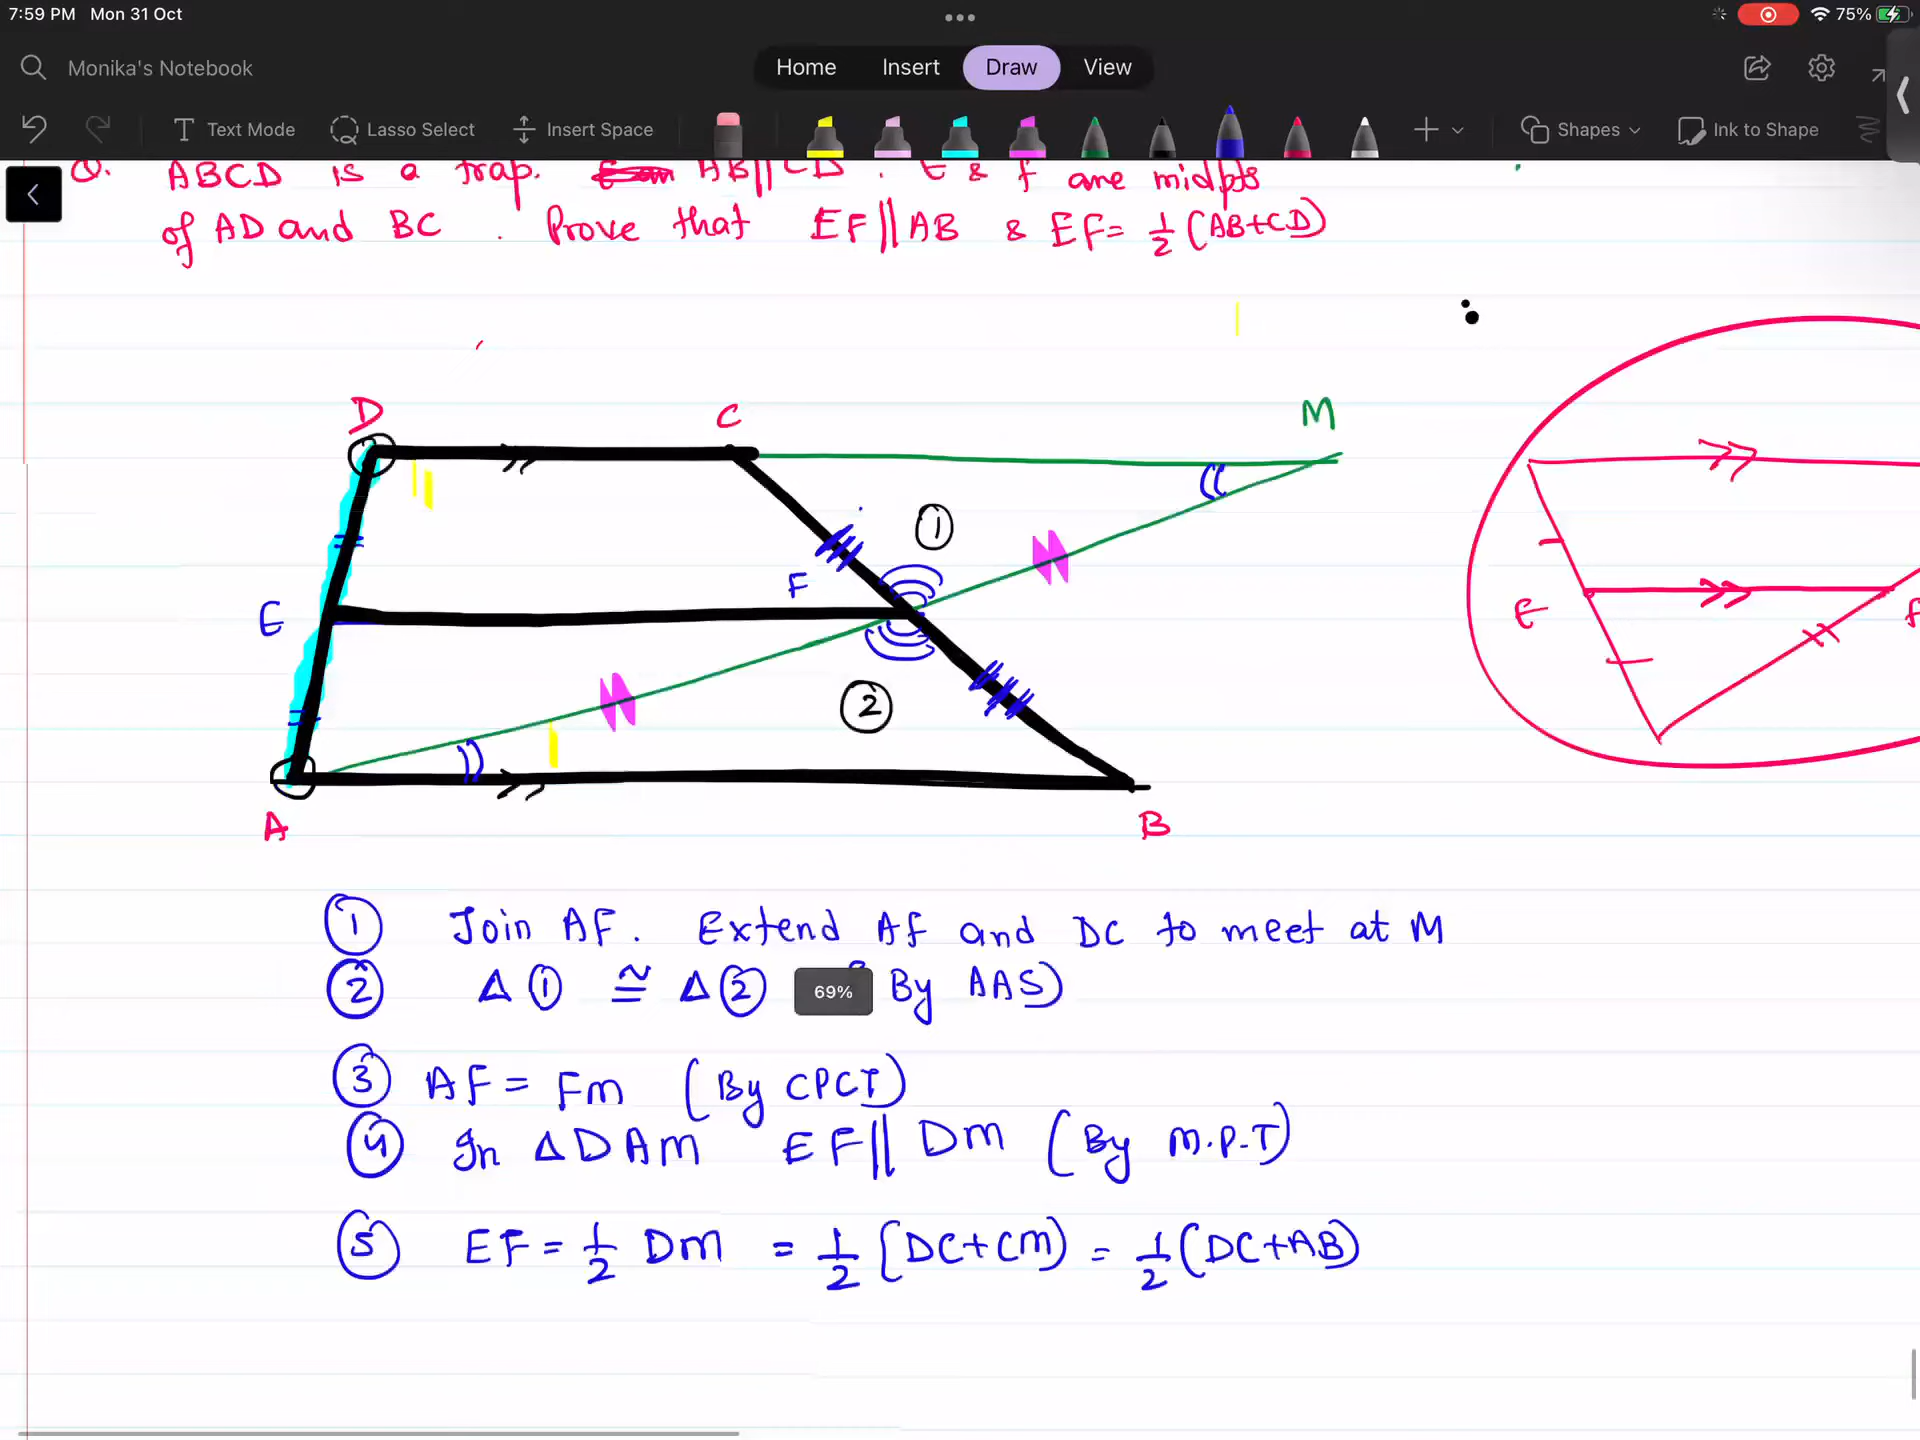 7:59 PM Mon 31 Oct
75%
Monika's Notebook
Home Insert Draw View
Text Mode Lasso Select Insert Space Shapes Ink to Shape
Q. ABCD is a trap. AB||CD. E & F are midpts
of AD and BC. Prove that EF||AB & EF= 1/2 (AB+CD)
D C M
1
F
E
E F
2
A B
① Join AF. Extend AF and DC to meet at M
② Δ① ≅ Δ② By AAS)
69%
③ AF = FM (By CPCT)
④ In ΔDAM EF||DM (By M.P.T)
⑤ EF = 1/2 DM = 1/2 [DC+CM) = 1/2 (DC+AB)